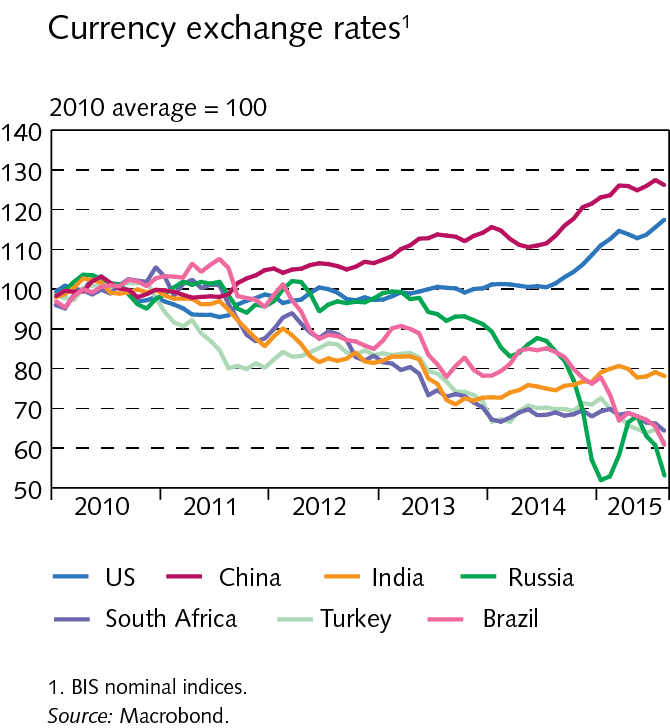 Currency exchange rates¹
2010 average = 100
140
130
120
110
100
90
80
70
60
50
2010 2011 2012 2013 2014 2015
US China India Russia
South Africa Turkey Brazil
1. BIS nominal indices.
Source: Macrobond.